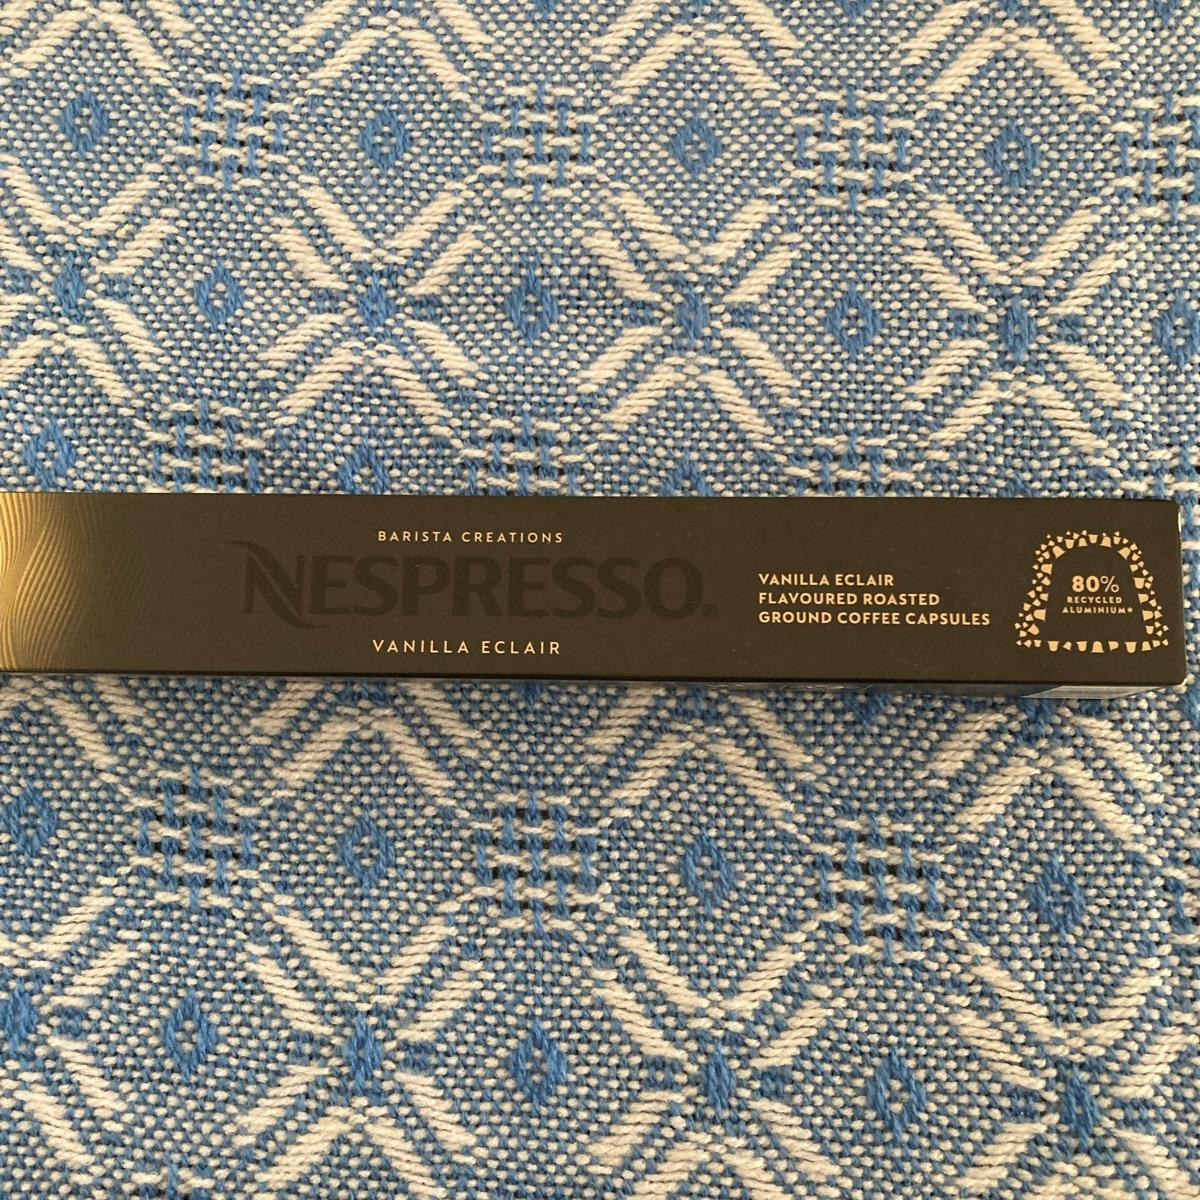 BARISTA CREATIONS
NESPRESSO.
VANILLA ECLAIR
VANILLA ECLAIR
FLAVOURED ROASTED
GROUND COFFEE CAPSULES
80%
RECYCLED
ALUMINIUM*